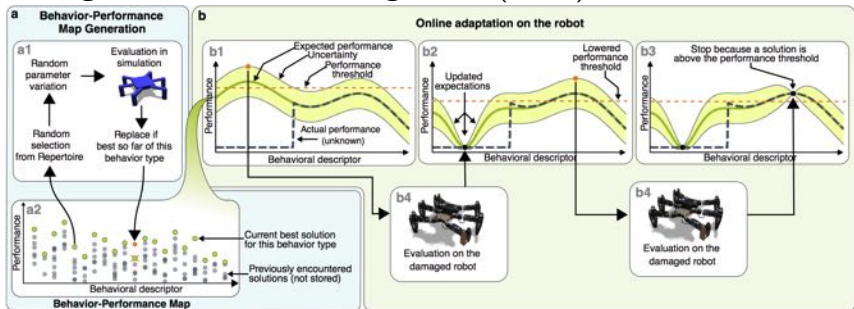 a
Behavior-Performance
Map Generation
a1
Random
parameter
variation
Evaluation in
simulation
Random
selection
from Repertoire
Replace if
best so far of this
behavior type
a2
Performance
Behavioral descriptor
Current best solution
for this behavior type
Previously encountered
solutions (not stored)
Behavior-Performance Map
b
Online adaptation on the robot
b1
Expected performance
Uncertainty
Performance
threshold
Actual performance
(unknown)
Performance
Behavioral descriptor
b2
Updated
expectations
Lowered
performance
threshold
Performance
Behavioral descriptor
b3
Stop because a solution is
above the performance threshold
Performance
Behavioral descriptor
b4
Evaluation on the
damaged robot
b4
Evaluation on the
damaged robot